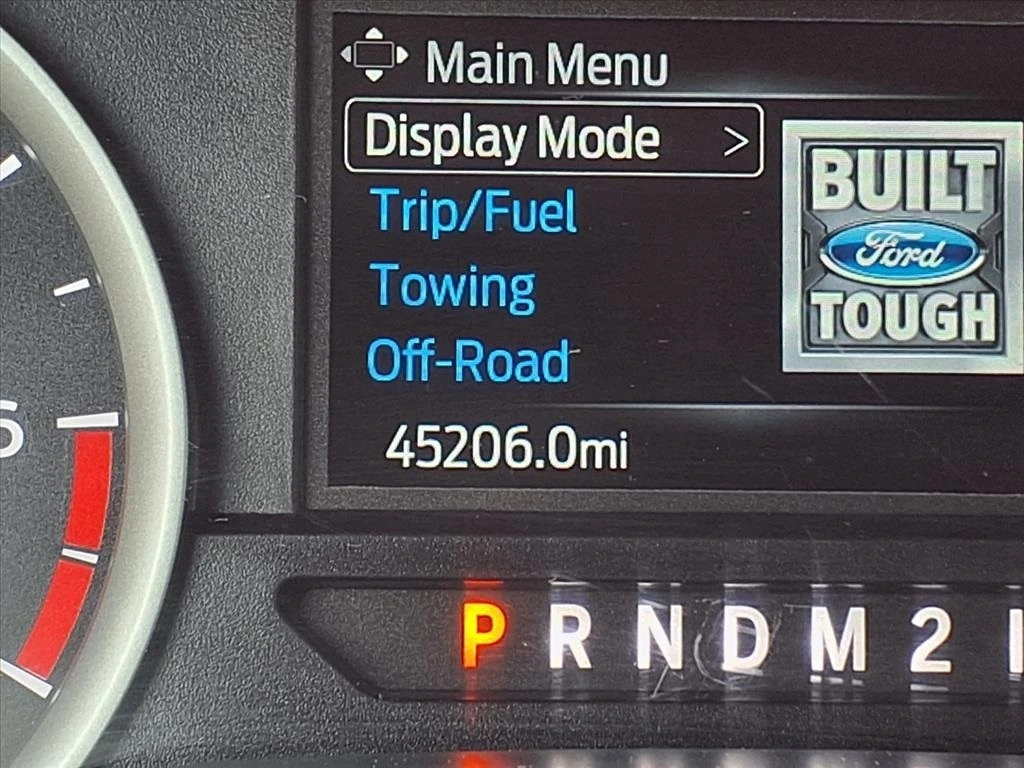 Main Menu
Display Mode >
Trip/Fuel
Towing
Off-Road
BUILT
Ford
TOUGH
45206.0mi
P R N D M 2